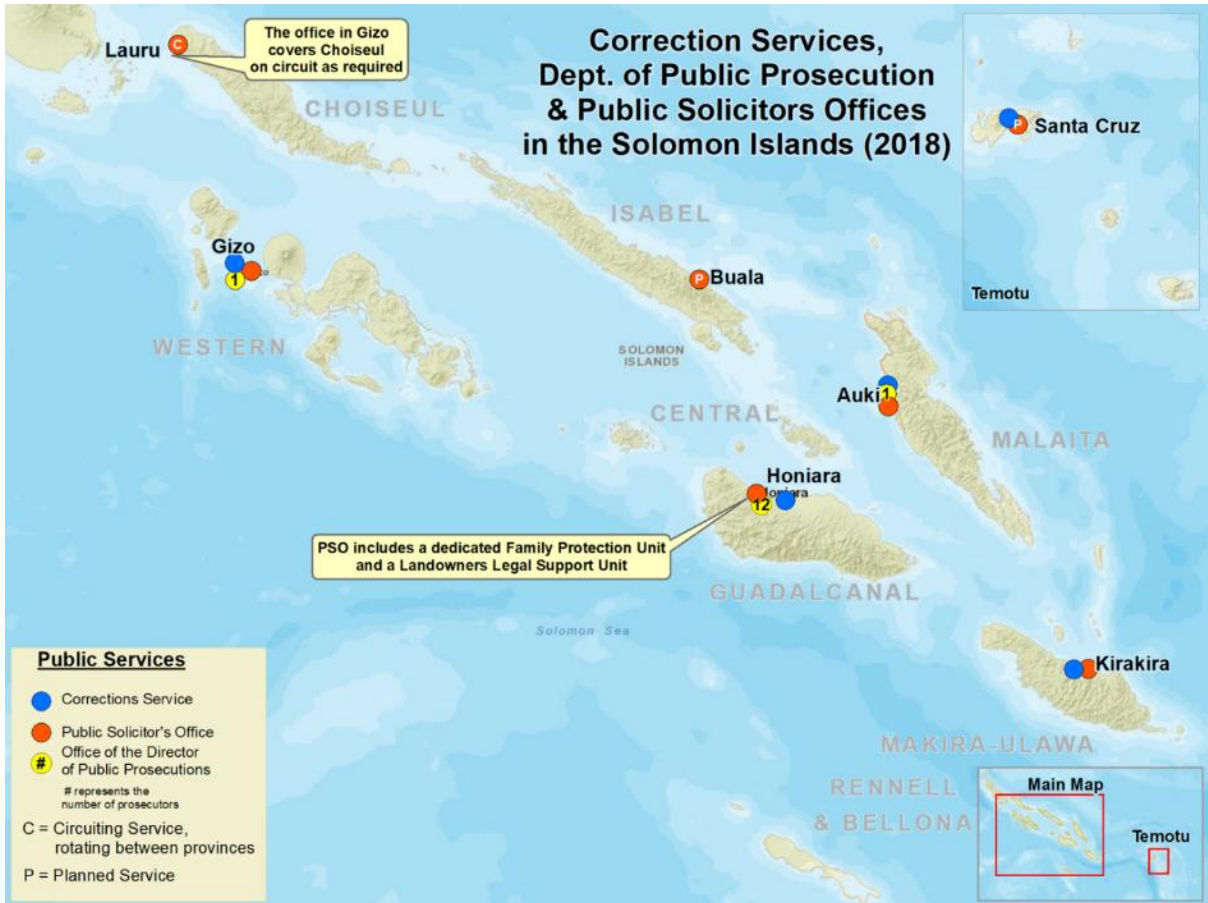 Correction Services,
Dept. of Public Prosecution
& Public Solicitors Offices
in the Solomon Islands (2018)
Lauru
C
The office in Gizo
covers Choiseul
on circuit as required
CHOISEUL
P
Santa Cruz
Temotu
ISABEL
Gizo
1
P
Buala
WESTERN
SOLOMON
ISLANDS
Auki
1
CENTRAL
MALAITA
Honiara
12
PSO includes a dedicated Family Protection Unit
and a Landowners Legal Support Unit
GUADALCANAL
Solomon Sea
Kirakira
MAKIRA-ULAWA
RENNELL
& BELLONA
Public Services
Corrections Service
Public Solicitor's Office
#
Office of the Director
of Public Prosecutions
# represents the
number of prosecutors
C = Circuiting Service,
rotating between provinces
P = Planned Service
Main Map
Temotu